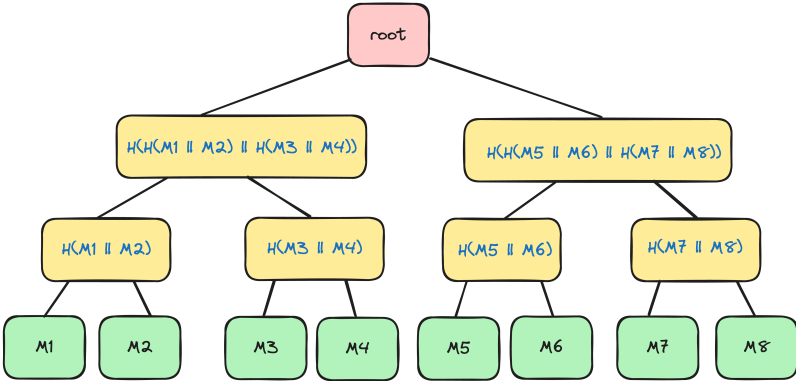 root
H(H(M1 || M2) || H(M3 || M4))
H(H(M5 || M6) || H(M7 || M8))
H(M1 || M2)
H(M3 || M4)
H(M5 || M6)
H(M7 || M8)
M1
M2
M3
M4
M5
M6
M7
M8